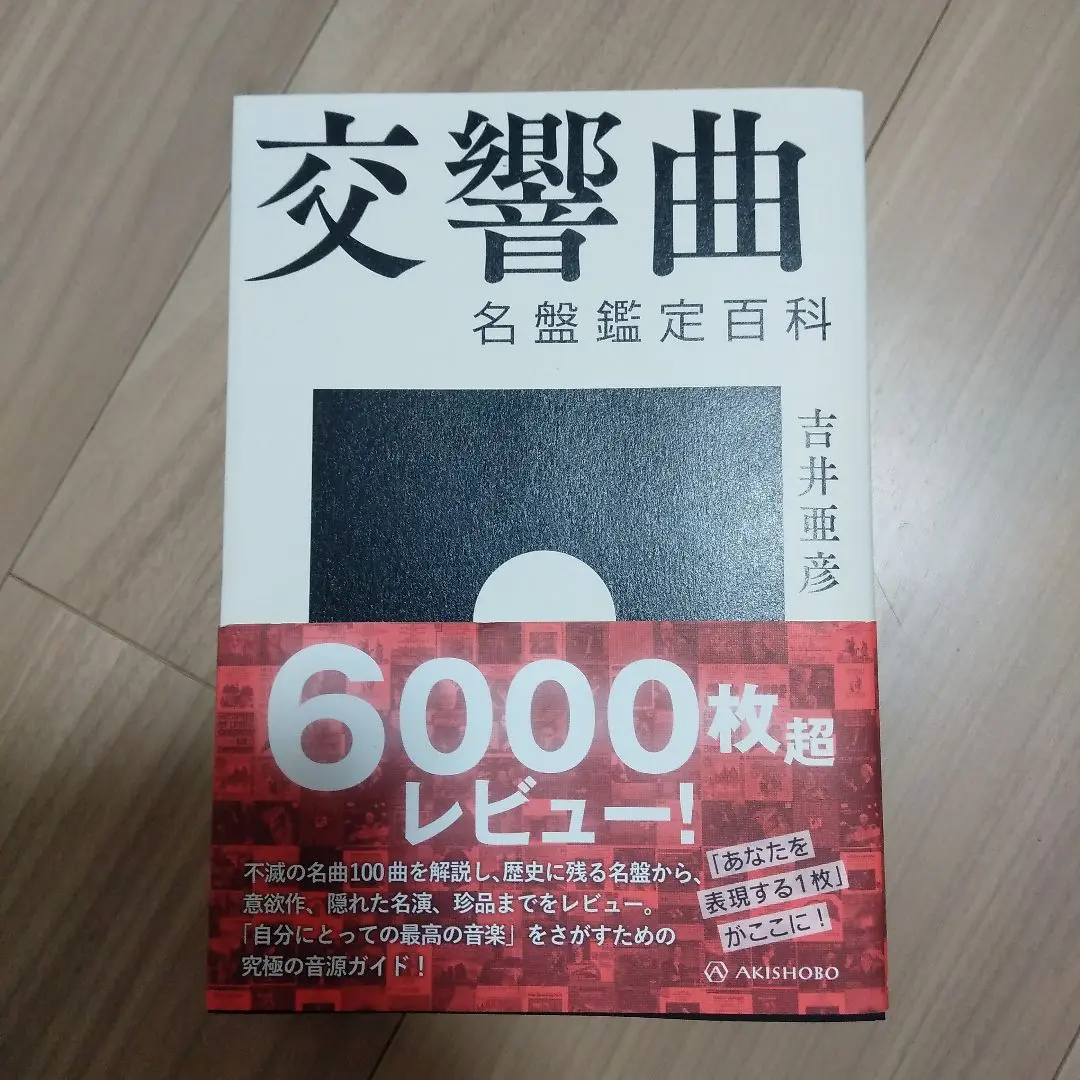 交響曲
名盤鑑定百科
吉井亜彦
6000枚超
レビュー!
不滅の名曲100曲を解説し、歴史に残る名盤から、
意欲作、隠れた名演、珍品までをレビュー。
「自分にとっての最高の音楽」をさがすための
究極の音源ガイド!
「あなたを
表現する1枚」
がここに!
AKISHOBO